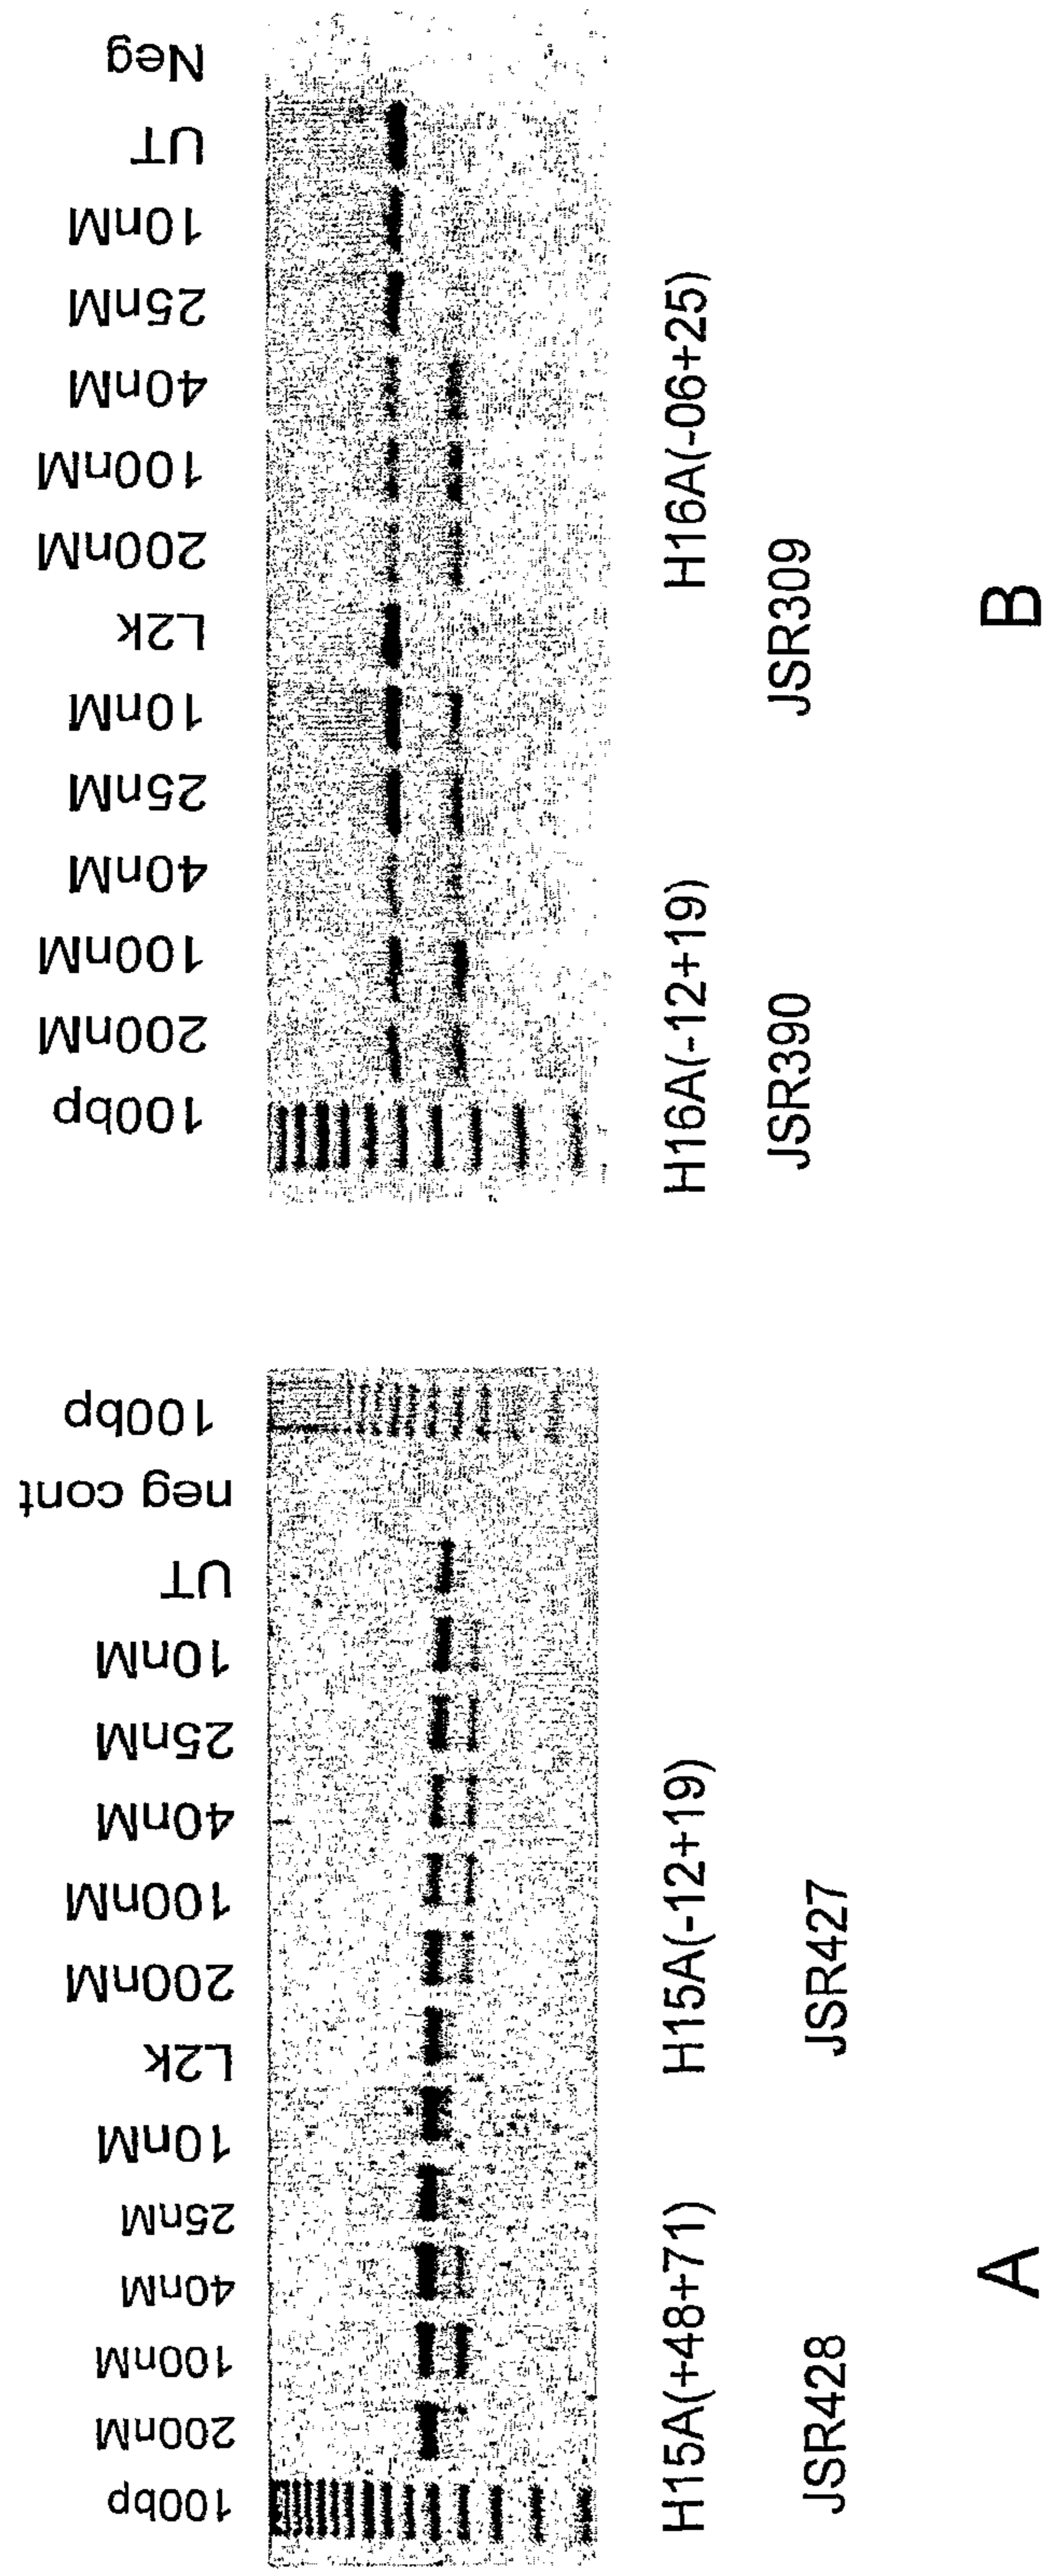 100bp
200nM
100nM
40nM
25nM
10nM
L2k
200nM
100nM
40nM
25nM
10nM
UT
neg cont
100bp
H15A(+48+71)
H15A(-12+19)
JSR428
JSR427
A
100bp
200nM
100nM
40nM
25nM
10nM
L2k
200nM
100nM
40nM
25nM
10nM
UT
Neg
H16A(-12+19)
H16A(-06+25)
JSR390
JSR309
B